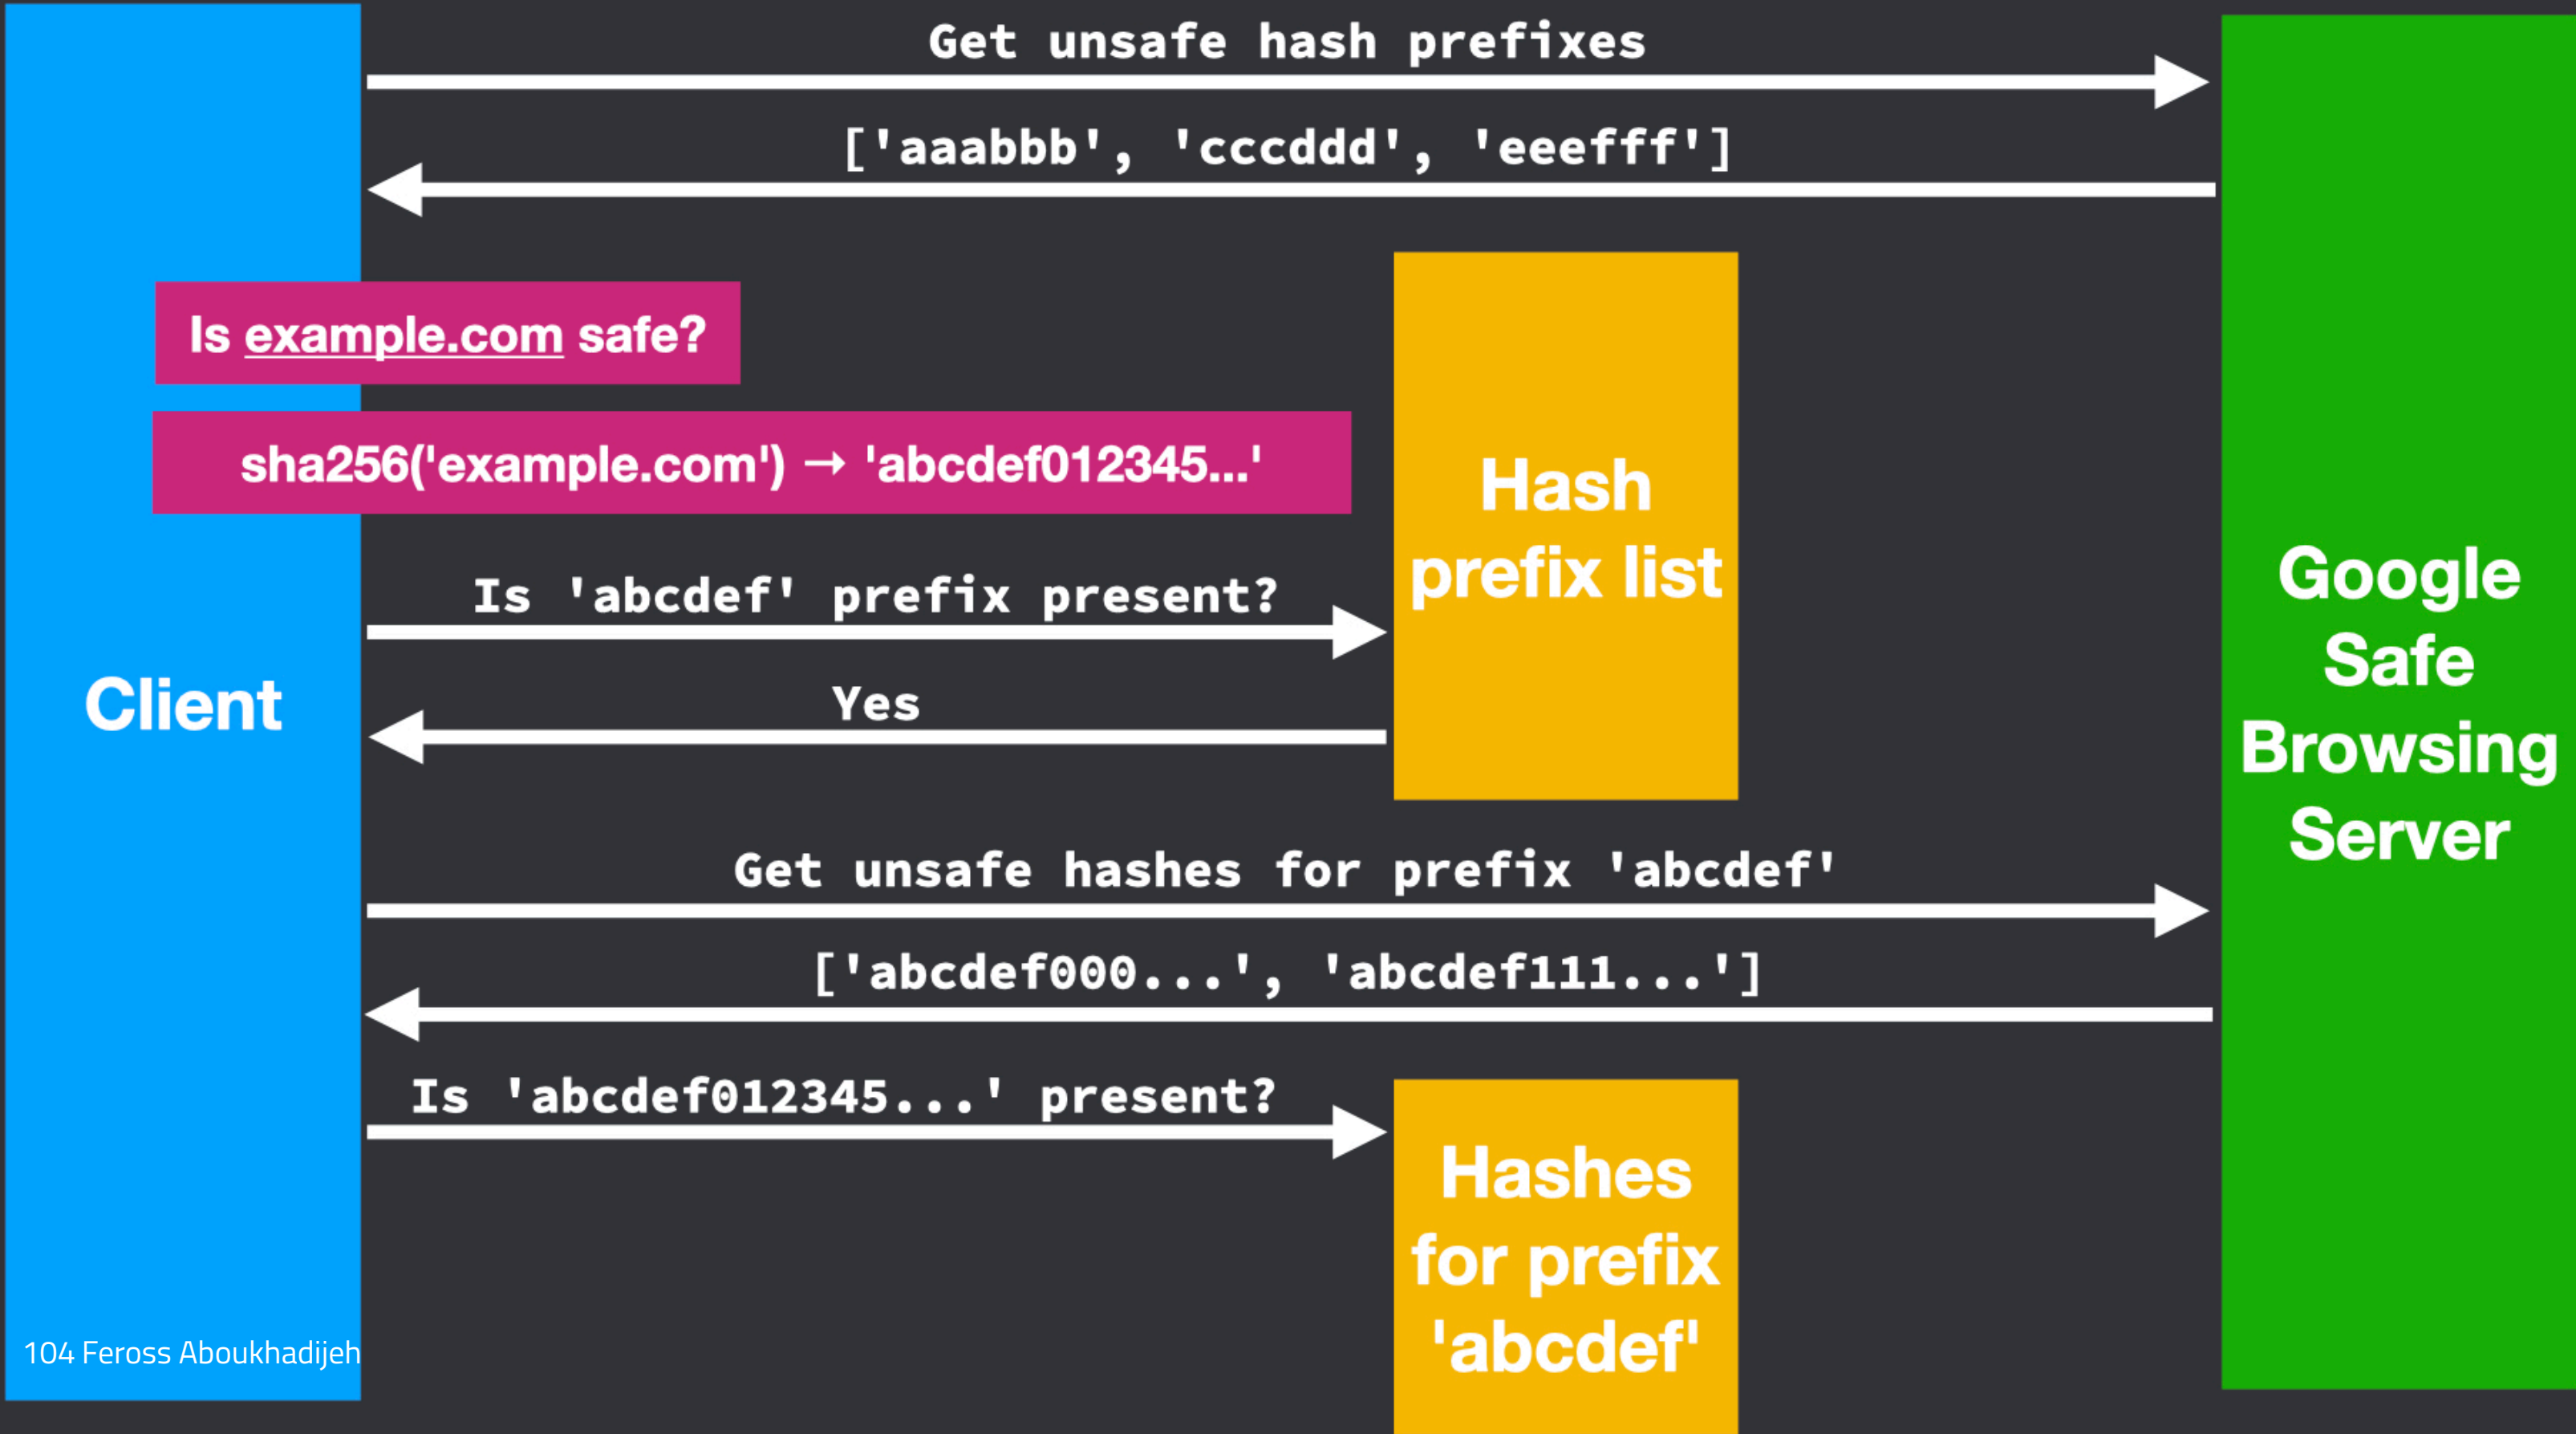 Get unsafe hash prefixes
['aaabbb', 'cccddd', 'eeefff']
Is example.com safe?
sha256('example.com') → 'abcdef012345...'
Hash
prefix list
Is 'abcdef' prefix present?
Yes
Client
Google
Safe
Browsing
Server
Get unsafe hashes for prefix 'abcdef'
['abcdef000...', 'abcdef111...']
Is 'abcdef012345...' present?
Hashes
for prefix
'abcdef'
104 Feross Aboukhadijeh